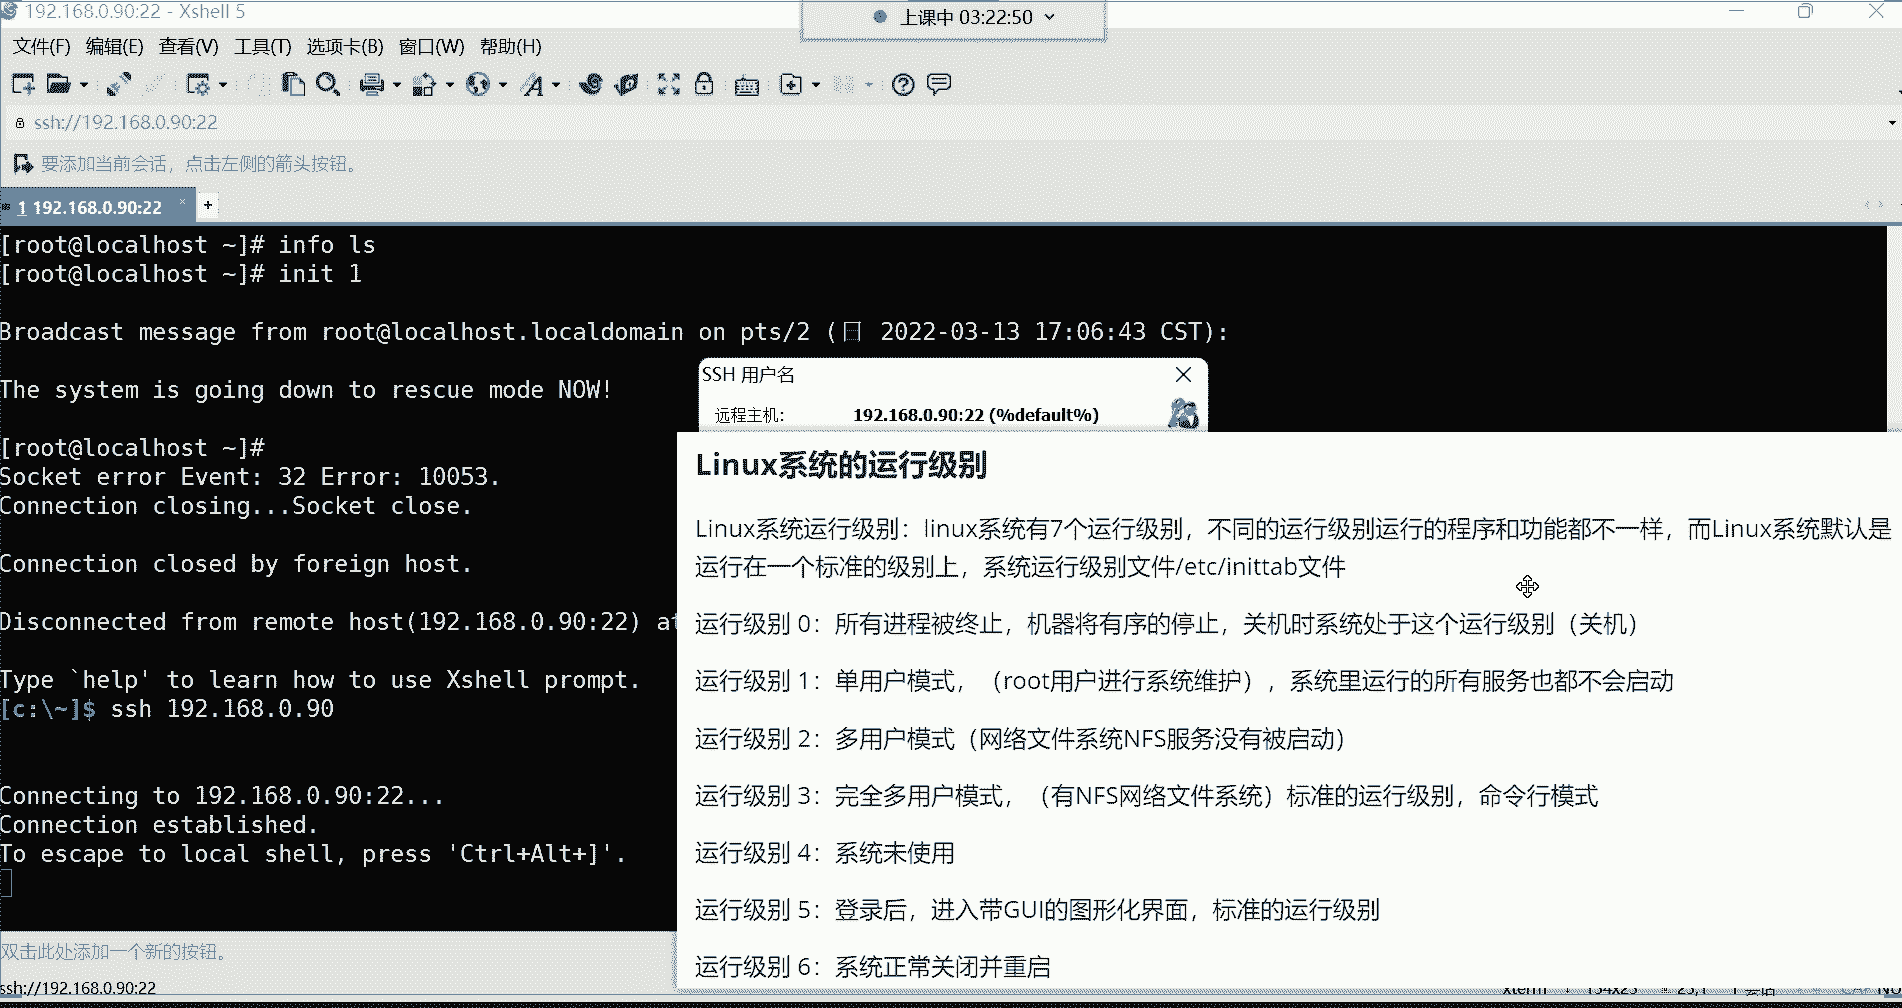 192.168.0.90:22 - Xshell 5
上课中 03:22:50
文件(F) 编辑(E) 查看(V) 工具(T) 选项卡(B) 窗口(W) 帮助(H)
ssh://192.168.0.90:22
要添加当前会话，点击左侧的箭头按钮。
1 192.168.0.90:22
[root@localhost ~]# info ls
[root@localhost ~]# init 1
Broadcast message from root@localhost.localdomain on pts/2 (日 2022-03-13 17:06:43 CST):
The system is going down to rescue mode NOW!
[root@localhost ~]#
Socket error Event: 32 Error: 10053.
Connection closing...Socket close.
Connection closed by foreign host.
Disconnected from remote host(192.168.0.90:22) at
Type `help' to learn how to use Xshell prompt.
[c:\~]$ ssh 192.168.0.90
Connecting to 192.168.0.90:22...
Connection established.
To escape to local shell, press 'Ctrl+Alt+]'.
SSH 用户名
远程主机: 192.168.0.90:22 (%default%)
Linux系统的运行级别
Linux系统运行级别：linux系统有7个运行级别，不同的运行级别运行的程序和功能都不一样，而Linux系统默认是
运行在一个标准的级别上，系统运行级别文件/etc/inittab文件
运行级别 0：所有进程被终止，机器将有序的停止，关机时系统处于这个运行级别（关机）
运行级别 1：单用户模式，（root用户进行系统维护），系统里运行的所有服务也都不会启动
运行级别 2：多用户模式（网络文件系统NFS服务没有被启动）
运行级别 3：完全多用户模式，（有NFS网络文件系统）标准的运行级别，命令行模式
运行级别 4：系统未使用
运行级别 5：登录后，进入带GUI的图形化界面，标准的运行级别
运行级别 6：系统正常关闭并重启
双击此处添加一个新的按钮。
ssh://192.168.0.90:22